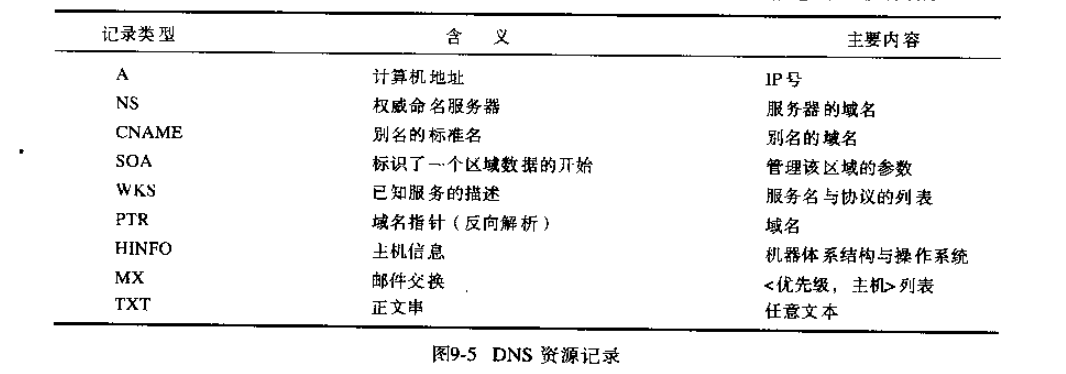 记录类型 含 义 主要内容
A 计算机地址 IP号
NS 权威命名服务器 服务器的域名
CNAME 别名的标准名 别名的域名
SOA 标识了一个区域数据的开始 管理该区域的参数
WKS 已知服务的描述 服务名与协议的列表
PTR 域名指针(反向解析) 域名
HINFO 主机信息 机器体系结构与操作系统
MX 邮件交换 <优先级, 主机>列表
TXT 正文串 任意文本
图9-5 DNS 资源记录